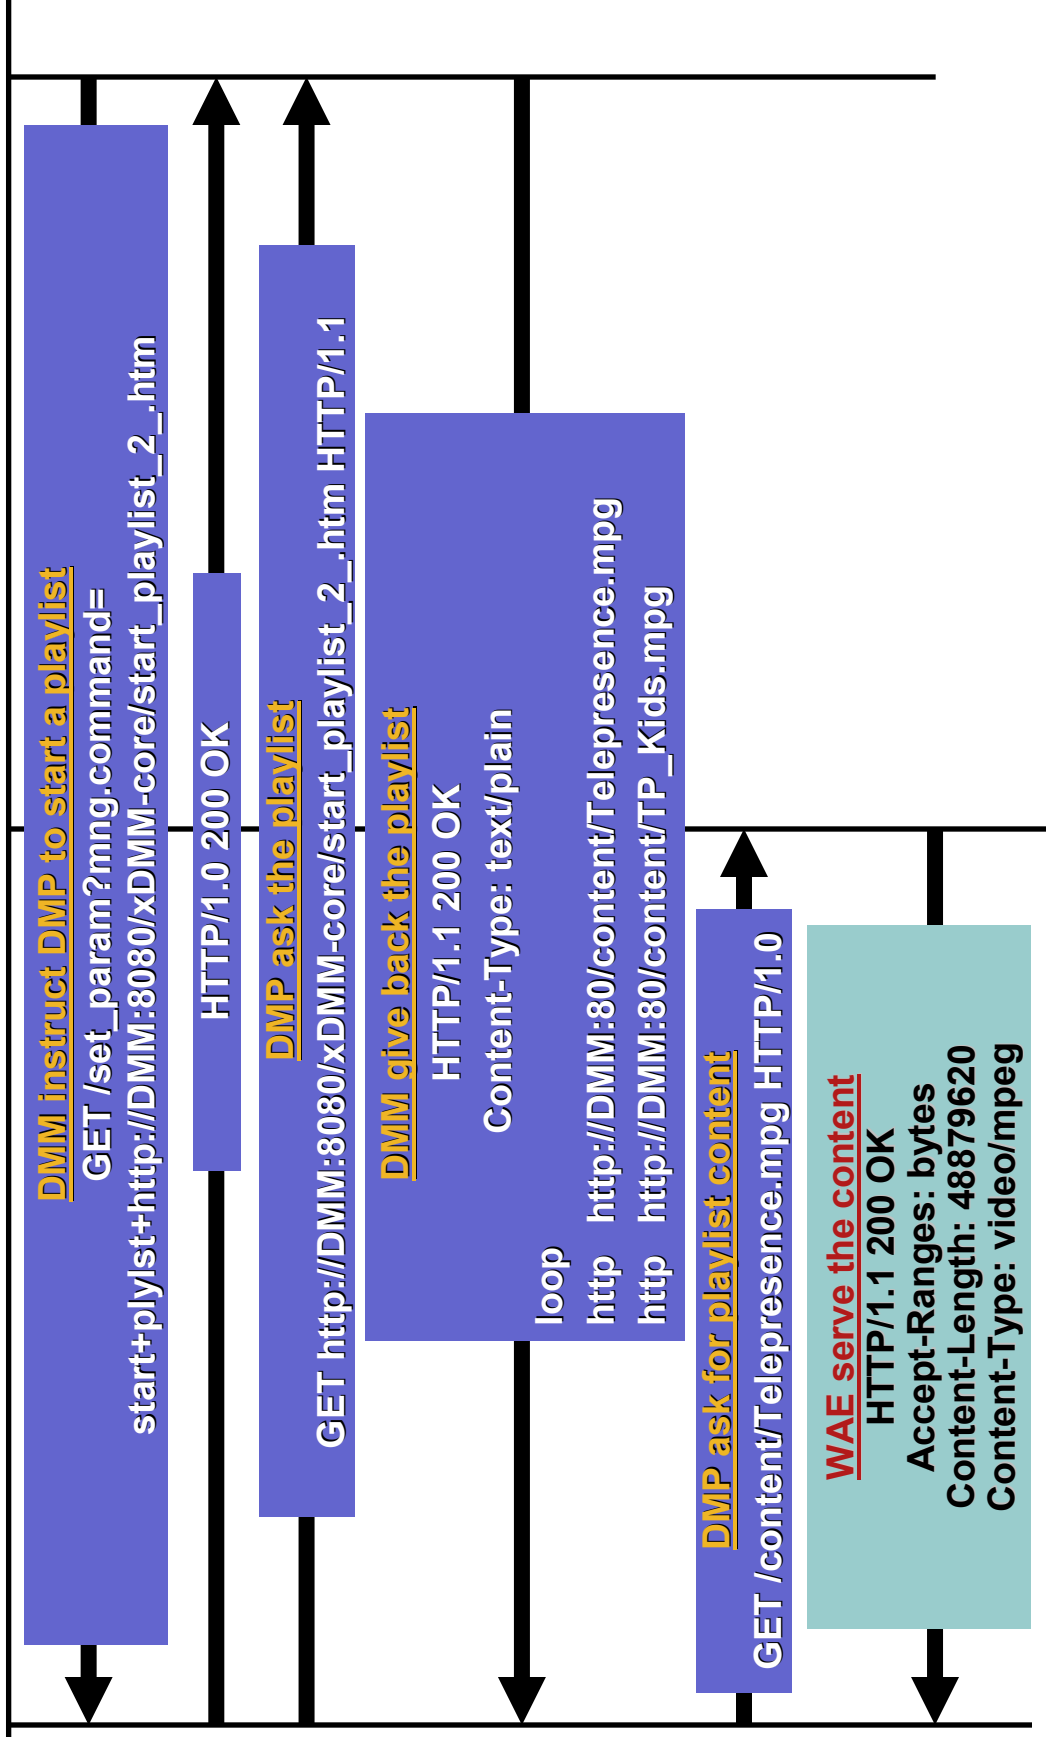 DMM instruct DMP to start a playlist
GET /set_param?mng.command=
start+plylst+http://DMM:8080/xDMM-core/start_playlist_2_.htm
HTTP/1.0 200 OK
DMP ask the playlist
GET http://DMM:8080/xDMM-core/start_playlist_2_.htm HTTP/1.1
DMM give back the playlist
HTTP/1.1 200 OK
Content-Type: text/plain
loop
http http://DMM:80/content/Telepresence.mpg
http http://DMM:80/content/TP_Kids.mpg
DMP ask for playlist content
GET /content/Telepresence.mpg HTTP/1.0
WAE serve the content
HTTP/1.1 200 OK
Accept-Ranges: bytes
Content-Length: 48879620
Content-Type: video/mpeg